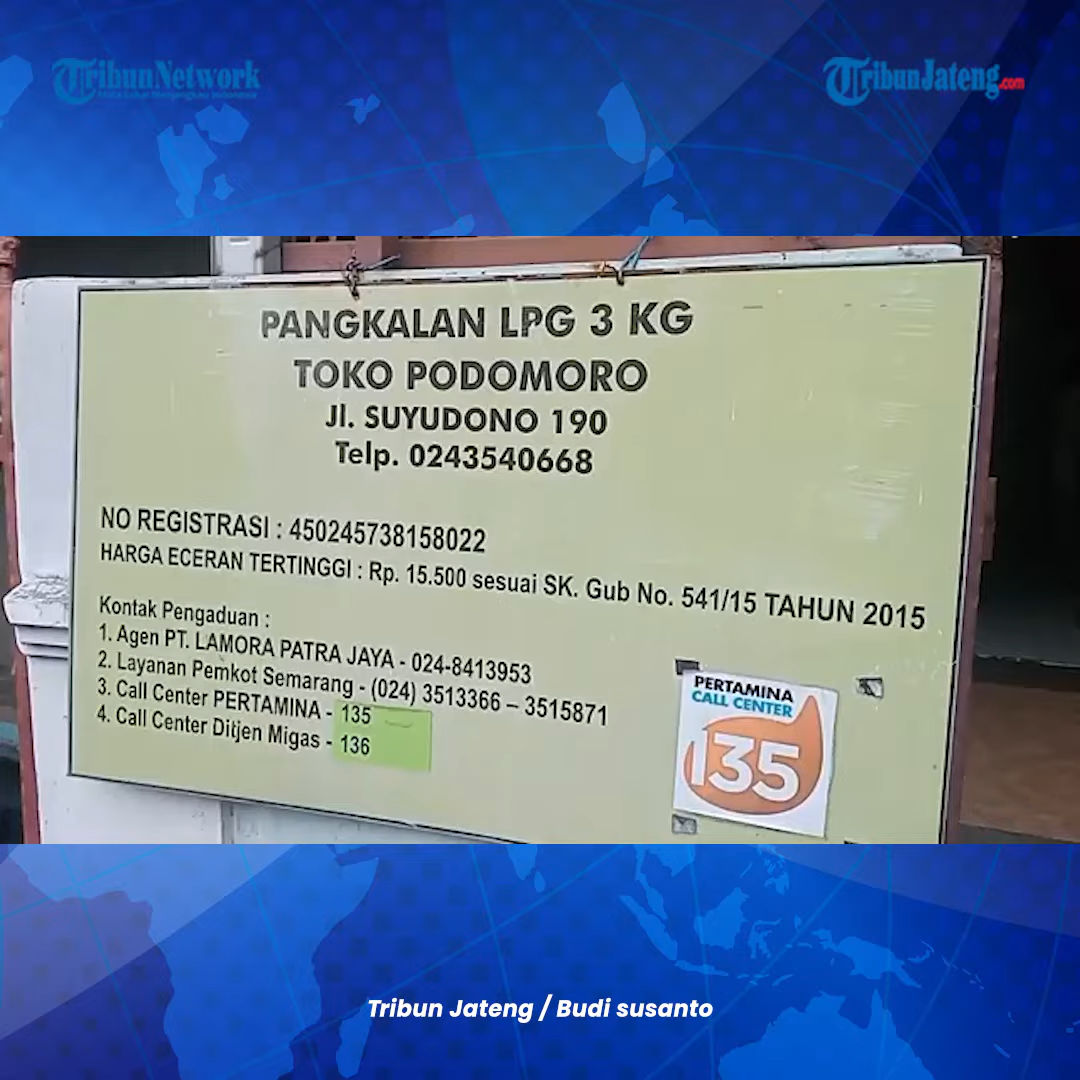 TribunNetwork
TribunJateng.com
PANGKALAN LPG 3 KG
TOKO PODOMORO
Jl. SUYUDONO 190
Telp. 0243540668
NO REGISTRASI : 450245738158022
HARGA ECERAN TERTINGGI : Rp. 15.500 sesuai SK. Gub No. 541/15 TAHUN 2015
Kontak Pengaduan :
1. Agen PT. LAMORA PATRA JAYA - 024-8413953
2. Layanan Pemkot Semarang - (024) 3513366 – 3515871
3. Call Center PERTAMINA - 135
4. Call Center Ditjen Migas - 136
PERTAMINA
CALL CENTER
135
Tribun Jateng / Budi susanto